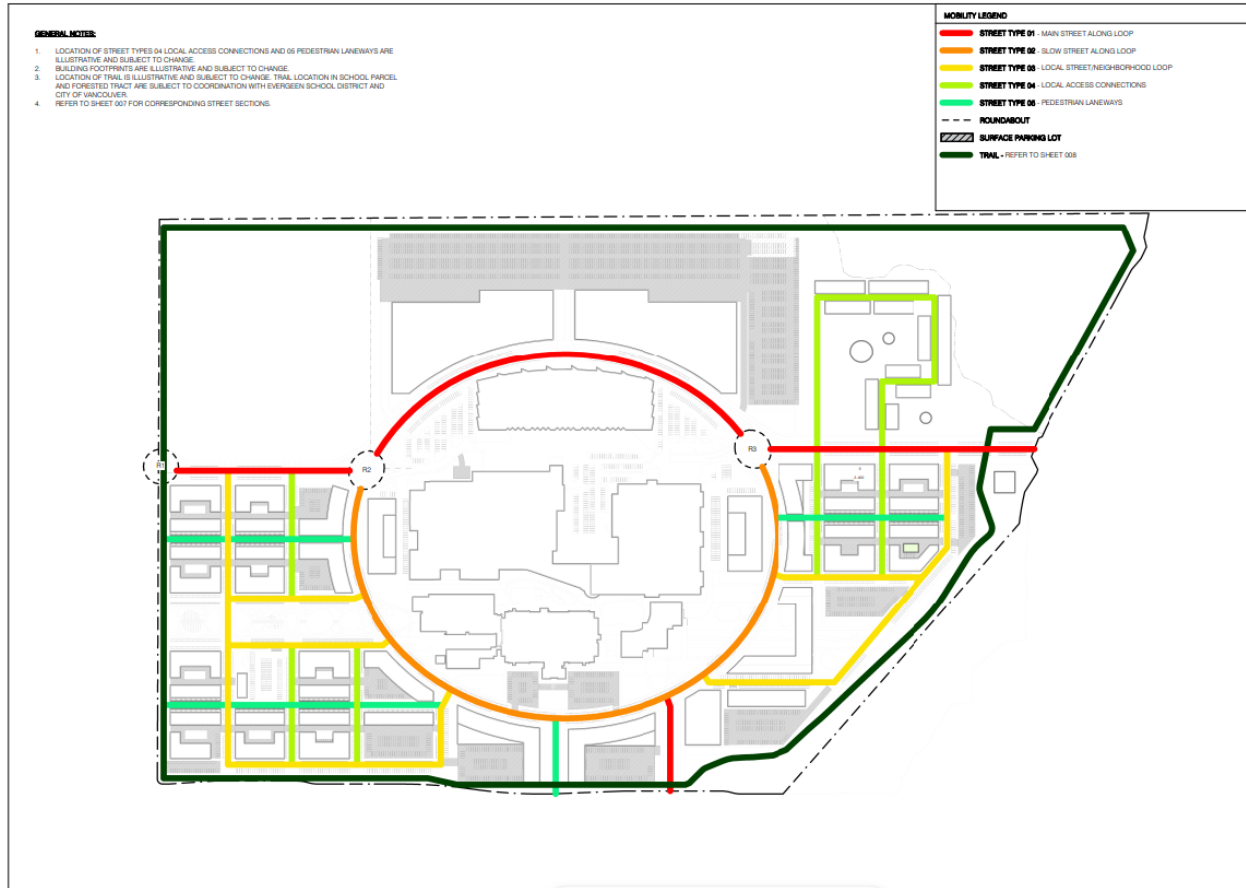 GENERAL NOTES:
1. LOCATION OF STREET TYPES 04 LOCAL ACCESS CONNECTIONS AND 05 PEDESTRIAN LANEWAYS ARE
ILLUSTRATIVE AND SUBJECT TO CHANGE.
2. BUILDING FOOTPRINTS ARE ILLUSTRATIVE AND SUBJECT TO CHANGE.
3. LOCATION OF TRAIL IS ILLUSTRATIVE AND SUBJECT TO CHANGE. TRAIL LOCATION IN SCHOOL PARCEL
AND FORESTED TRACT ARE SUBJECT TO COORDINATION WITH EVERGEEN SCHOOL DISTRICT AND
CITY OF VANCOUVER.
4. REFER TO SHEET 007 FOR CORRESPONDING STREET SECTIONS.
MOBILITY LEGEND
STREET TYPE 01 - MAIN STREET ALONG LOOP
STREET TYPE 02 - SLOW STREET ALONG LOOP
STREET TYPE 03 - LOCAL STREET/NEIGHBORHOOD LOOP
STREET TYPE 04 - LOCAL ACCESS CONNECTIONS
STREET TYPE 05 - PEDESTRIAN LANEWAYS
ROUNDABOUT
SURFACE PARKING LOT
TRAIL - REFER TO SHEET 008
R1
R2
R3